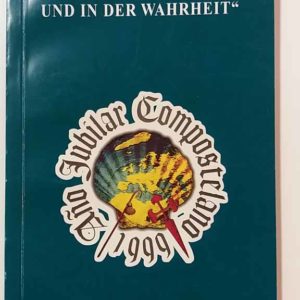 UND IN DER WAHRHEIT“
Año Jubilar Compostelano
1999